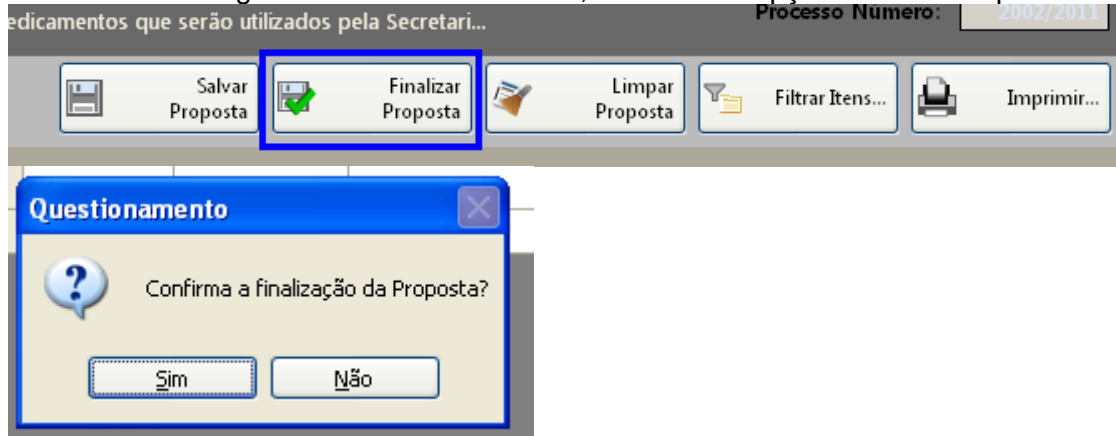 edicamentos que serão utilizados pela Secretari...
Processo Número: 2002/2011
Salvar
Proposta
Finalizar
Proposta
Limpar
Proposta
Filtrar Itens...
Imprimir...
Questionamento
Confirma a finalização da Proposta?
Sim
Não